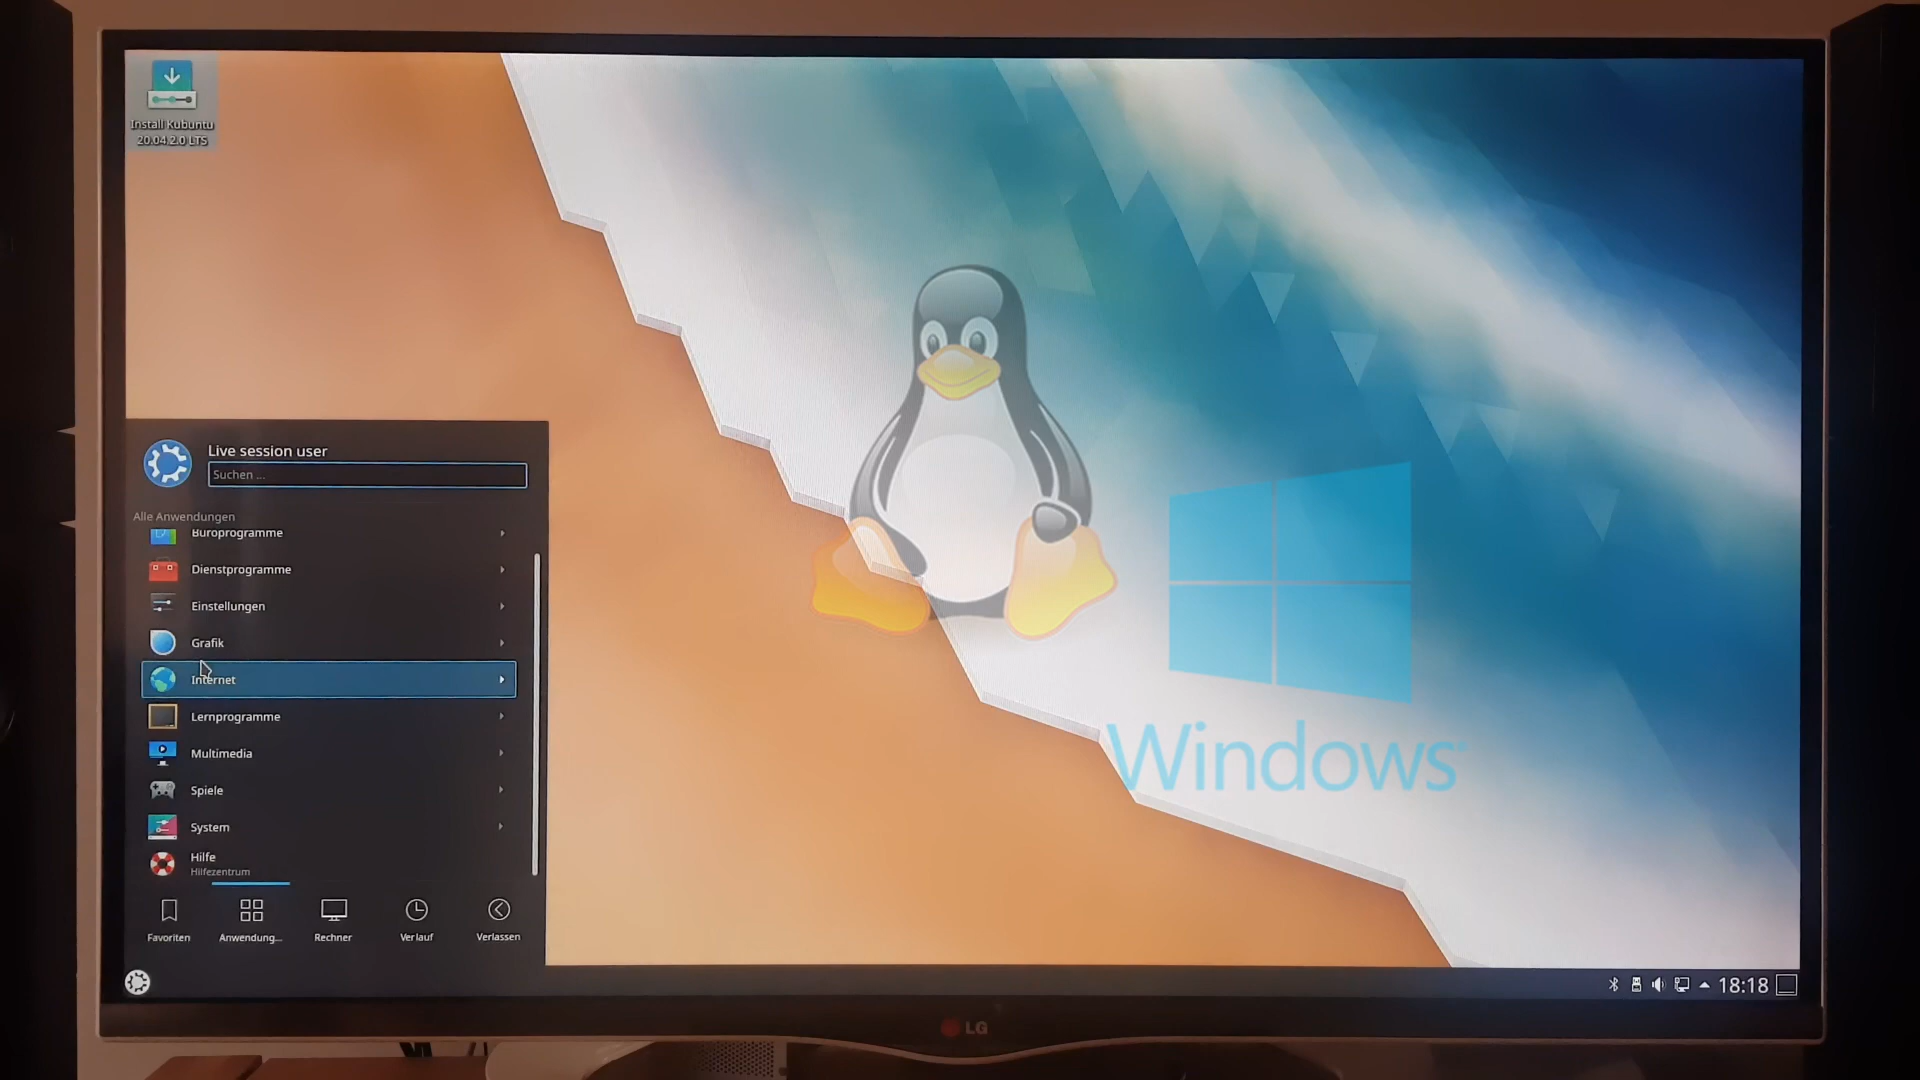 Install Kubuntu
20.04.2.0 LTS
Live session user
Suchen ...
Alle Anwendungen
Büroprogramme
Dienstprogramme
Einstellungen
Grafik
Internet
Lernprogramme
Multimedia
Spiele
System
Hilfe
Hilfezentrum
Favoriten
Anwendung...
Rechner
Verlauf
Verlassen
Windows
18:18
LG